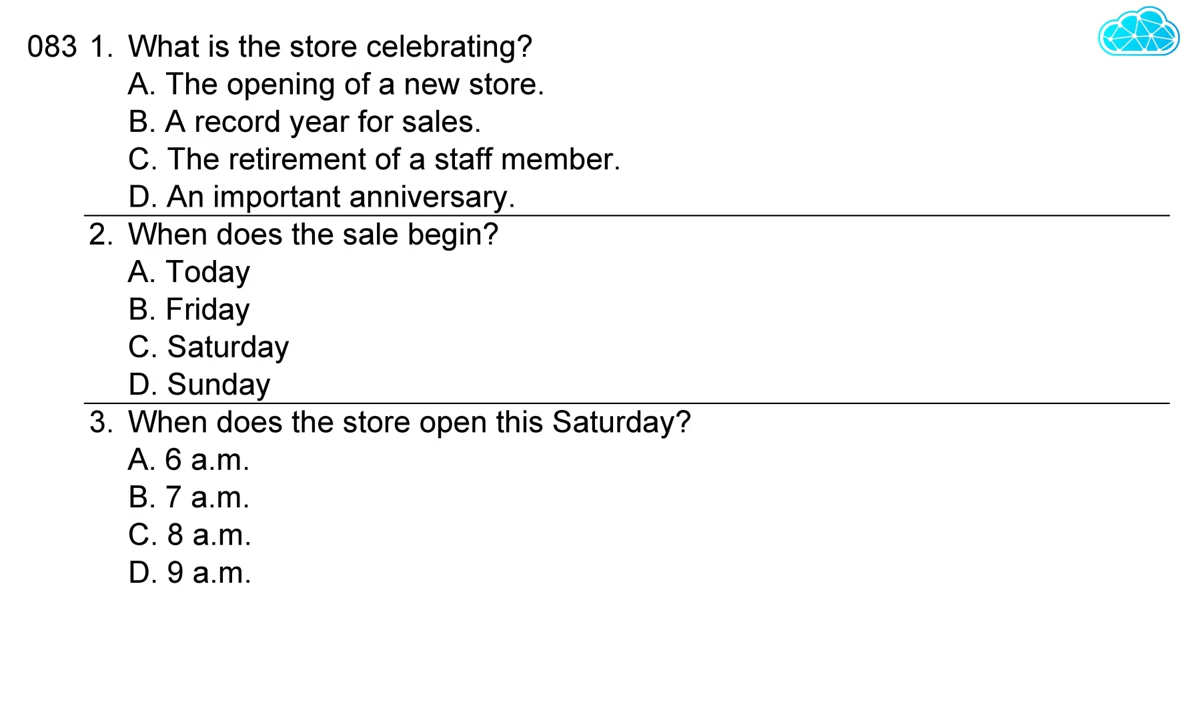 083 1. What is the store celebrating?
A. The opening of a new store.
B. A record year for sales.
C. The retirement of a staff member.
D. An important anniversary.
2. When does the sale begin?
A. Today
B. Friday
C. Saturday
D. Sunday
3. When does the store open this Saturday?
A. 6 a.m.
B. 7 a.m.
C. 8 a.m.
D. 9 a.m.